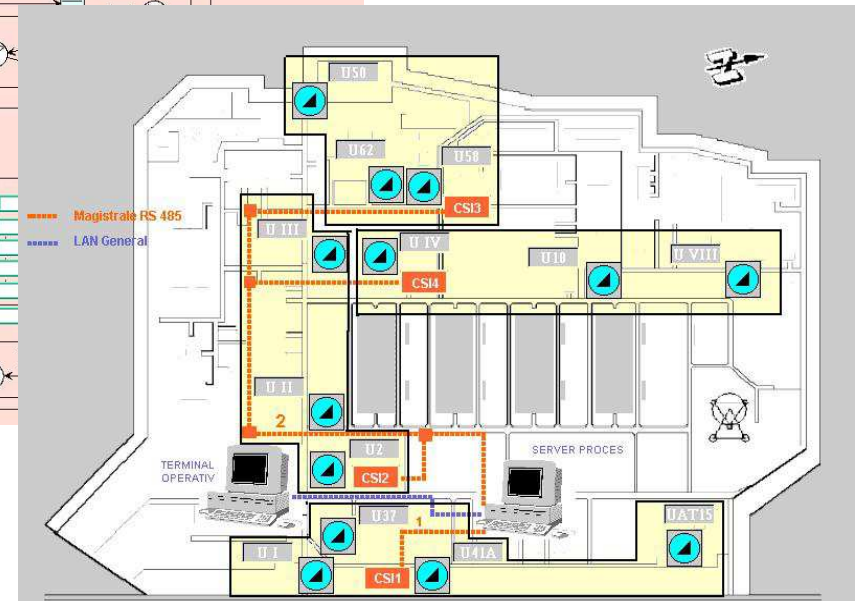 U50
U62
U58
CSI3
Magistrale RS 485
LAN General
U III
U IV
U10
U VIII
CSI4
U II
2
U2
TERMINAL
OPERATIV
SERVER PROCES
CSI2
U37
1
UAT15
U I
U41A
CSI1